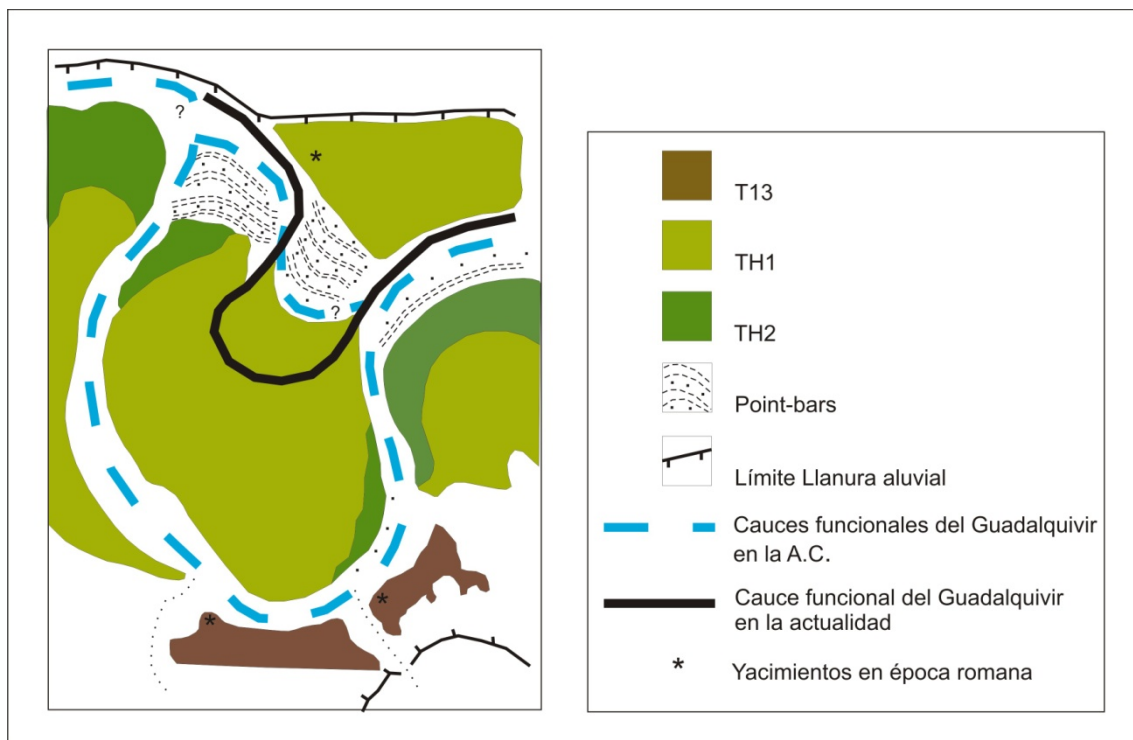 ?
*
?
*
*
T13
TH1
TH2
Point-bars
Límite Llanura aluvial
Cauces funcionales del Guadalquivir
en la A.C.
Cauce funcional del Guadalquivir
en la actualidad
* Yacimientos en época romana